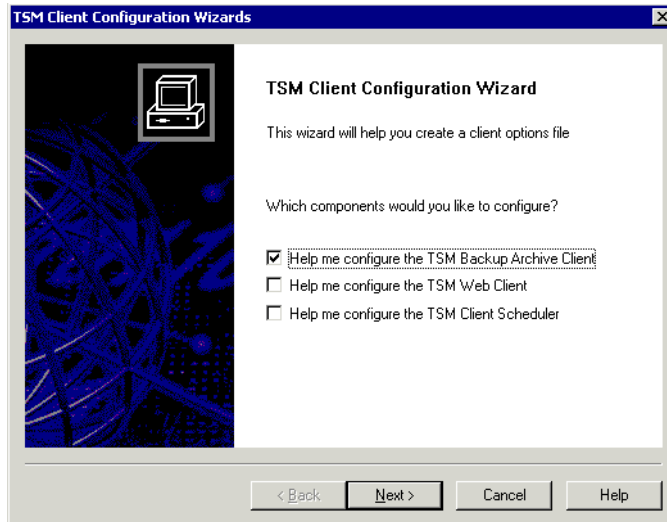 TSM Client Configuration Wizards
TSM Client Configuration Wizard
This wizard will help you create a client options file
Which components would you like to configure?
Help me configure the TSM Backup Archive Client
Help me configure the TSM Web Client
Help me configure the TSM Client Scheduler
< Back
Next >
Cancel
Help